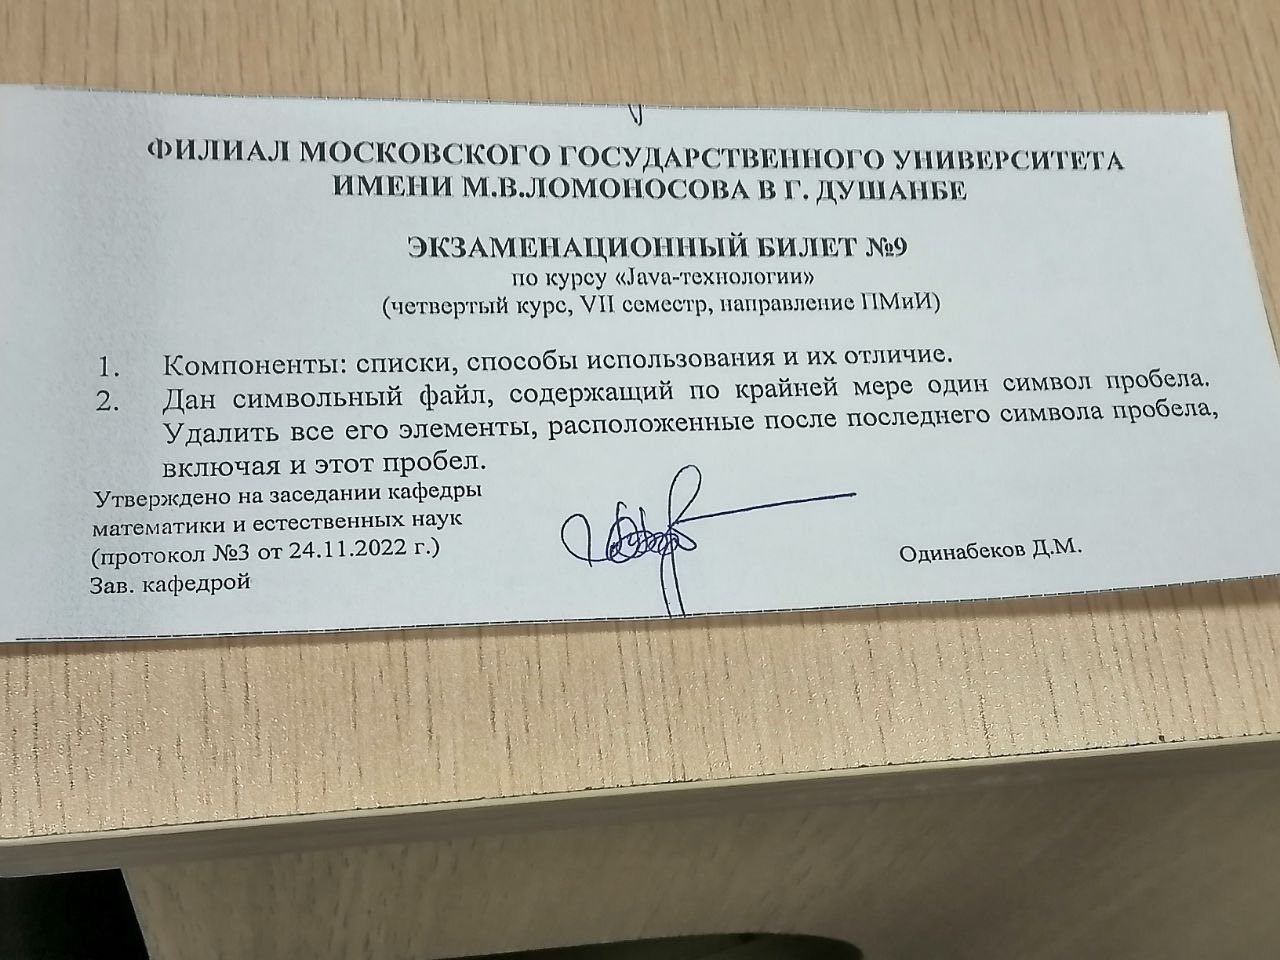 ФИЛИАЛ МОСКОВСКОГО ГОСУДАРСТВЕННОГО УНИВЕРСИТЕТА
ИМЕНИ М.В.ЛОМОНОСОВА В Г. ДУШАНБЕ
ЭКЗАМЕНАЦИОННЫЙ БИЛЕТ №9
по курсу «Java-технологии»
(четвертый курс, VII семестр, направление ПМиИ)
1. Компоненты: списки, способы использования и их отличие.
2. Дан символьный файл, содержащий по крайней мере один символ пробела.
Удалить все его элементы, расположенные после последнего символа пробела,
включая и этот пробел.
Утверждено на заседании кафедры
математики и естественных наук
(протокол №3 от 24.11.2022 г.)
Зав. кафедрой
Одинабеков Д.М.